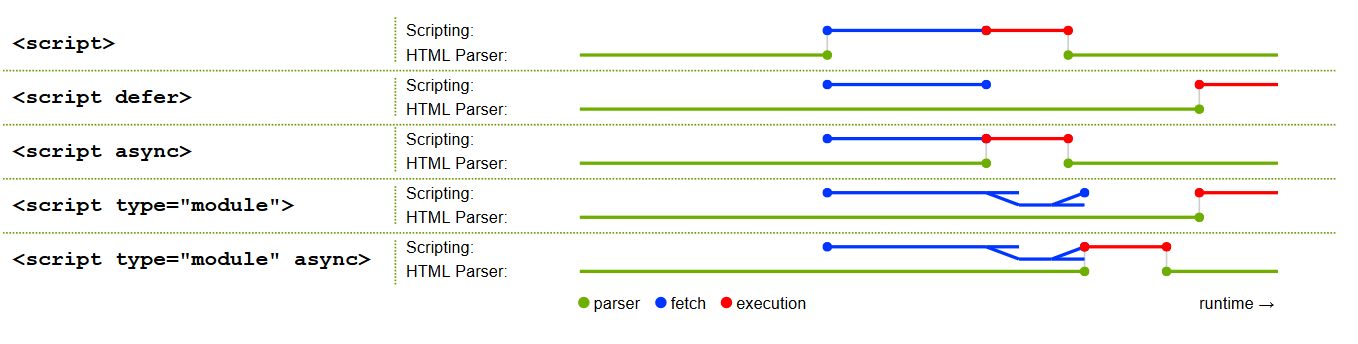 <script>
Scripting:
HTML Parser:
<script defer>
Scripting:
HTML Parser:
<script async>
Scripting:
HTML Parser:
<script type="module">
Scripting:
HTML Parser:
<script type="module" async>
Scripting:
HTML Parser:
parser fetch execution runtime →